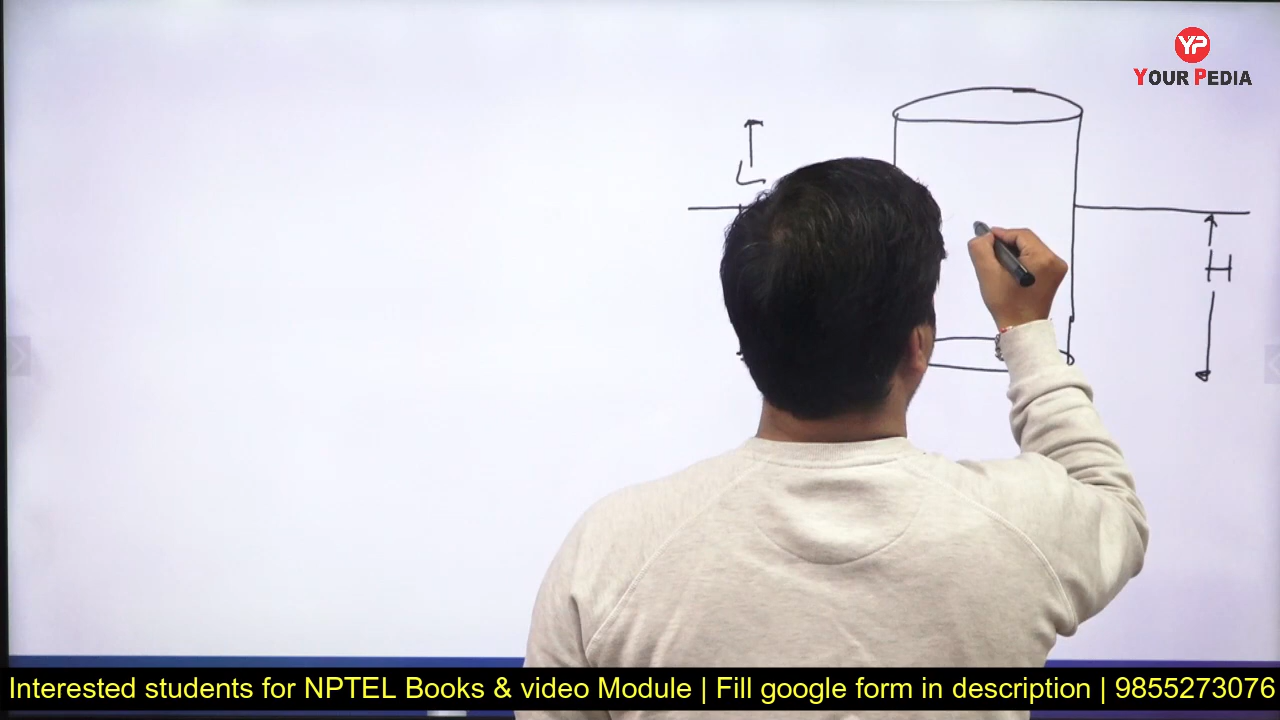 YP
YOUR PEDIA
L
H
Interested students for NPTEL Books & video Module | Fill google form in description | 9855273076